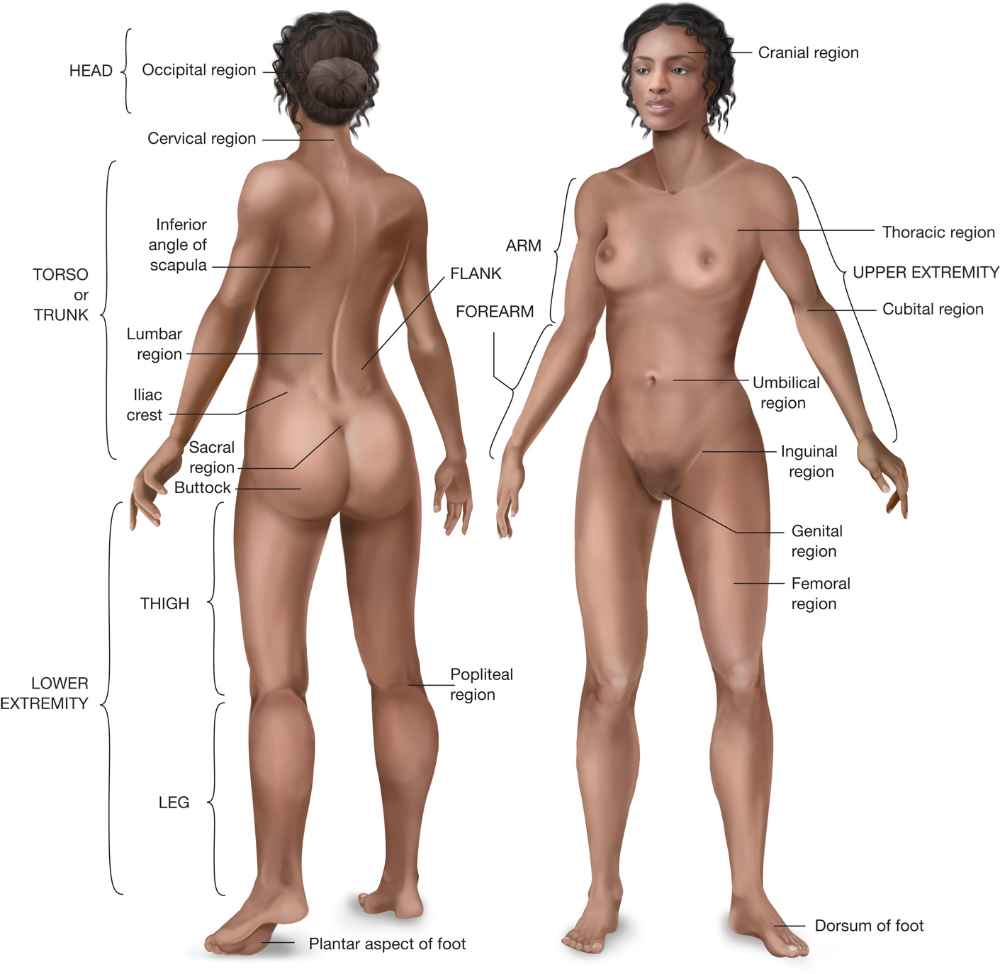 HEAD
Occipital region
Cervical region
TORSO
or
TRUNK
Inferior
angle of
scapula
FLANK
Lumbar
region
Iliac
crest
Sacral
region
Buttock
THIGH
LOWER
EXTREMITY
Popliteal
region
LEG
Plantar aspect of foot
Cranial region
ARM
Thoracic region
UPPER EXTREMITY
FOREARM
Cubital region
Umbilical
region
Inguinal
region
Genital
region
Femoral
region
Dorsum of foot